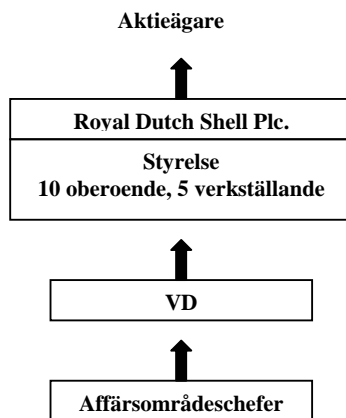 Aktieägare
Royal Dutch Shell Plc.
Styrelse
10 oberoende, 5 verkställande
VD
Affärsområdeschefer